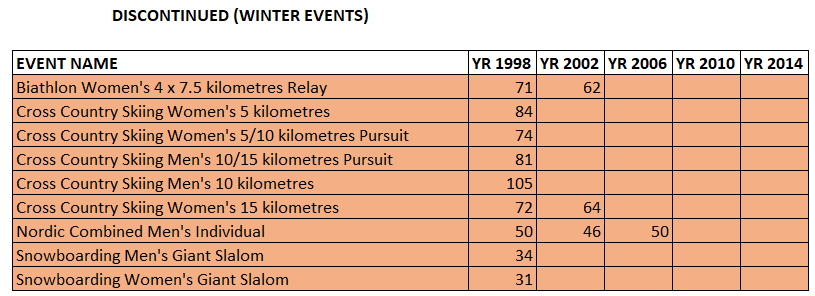 DISCONTINUED (WINTER EVENTS)
EVENT NAME YR 1998 YR 2002 YR 2006 YR 2010 YR 2014
Biathlon Women's 4 x 7.5 kilometres Relay 71 62
Cross Country Skiing Women's 5 kilometres 84
Cross Country Skiing Women's 5/10 kilometres Pursuit 74
Cross Country Skiing Men's 10/15 kilometres Pursuit 81
Cross Country Skiing Men's 10 kilometres 105
Cross Country Skiing Women's 15 kilometres 72 64
Nordic Combined Men's Individual 50 46 50
Snowboarding Men's Giant Slalom 34
Snowboarding Women's Giant Slalom 31